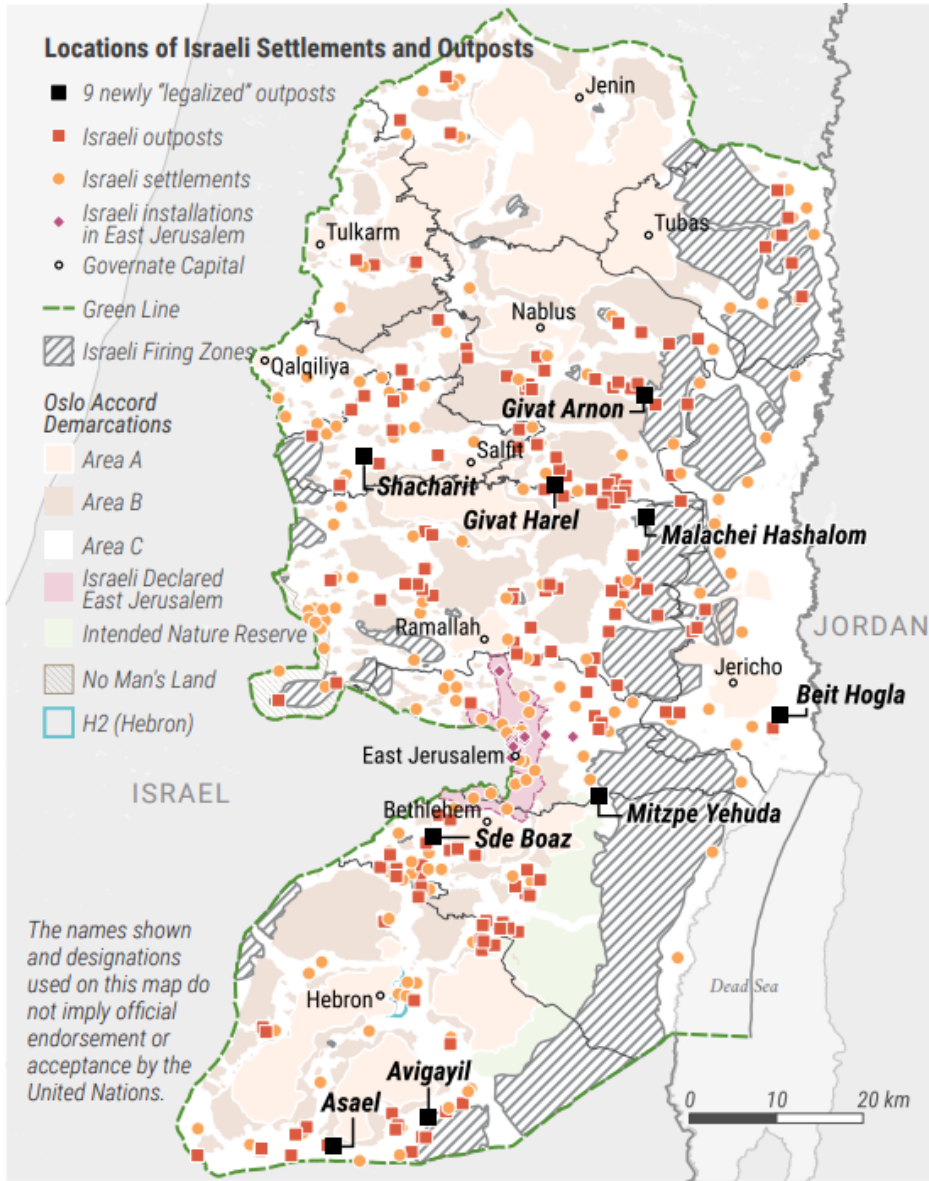 Locations of Israeli Settlements and Outposts
9 newly "legalized" outposts
Israeli outposts
Israeli settlements
Israeli installations
in East Jerusalem
Governate Capital
Green Line
Israeli Firing Zones
Oslo Accord
Demarcations
Area A
Area B
Area C
Israeli Declared
East Jerusalem
Intended Nature Reserve
No Man's Land
H2 (Hebron)
Jenin
Tubas
Tulkarm
Nablus
Qalqiliya
Givat Arnon
Salfit
Shacharit
Givat Harel
Malachei Hashalom
Ramallah
JORDAN
Jericho
Beit Hogla
East Jerusalem
ISRAEL
Bethlehem
Mitzpe Yehuda
Sde Boaz
The names shown
and designations
used on this map do
not imply official
endorsement or
acceptance by the
United Nations.
Hebron
Dead Sea
Avigayil
Asael
0 10 20 km